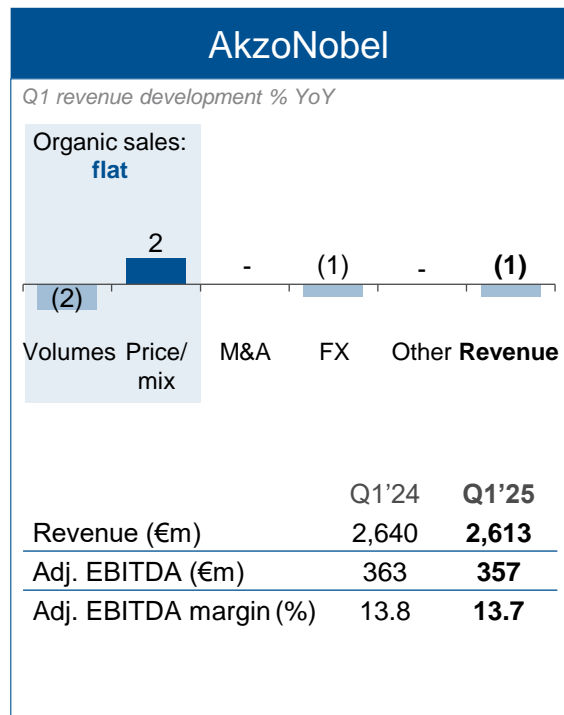 AkzoNobel
Q1 revenue development % YoY
Organic sales:
flat
2 - (1) - (1)
(2)
Volumes Price/ M&A FX Other Revenue
mix
Q1’24 Q1’25
Revenue (€m) 2,640 2,613
Adj. EBITDA (€m) 363 357
Adj. EBITDA margin (%) 13.8 13.7